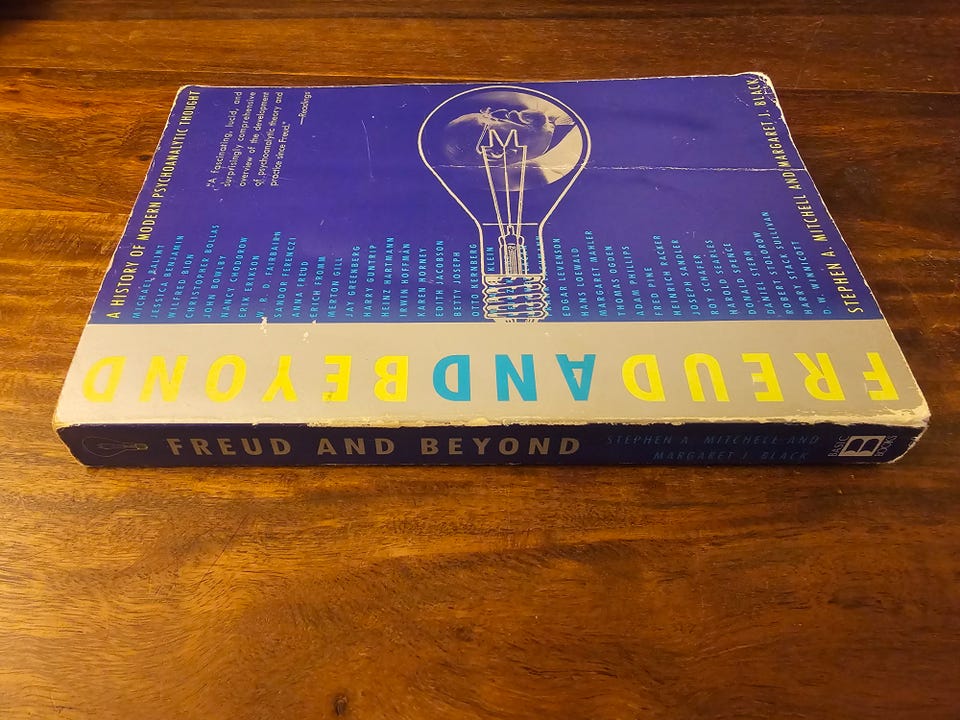 A HISTORY OF MODERN PSYCHOANALYTIC THOUGHT
"A fascinating, lucid, and
surprisingly comprehensive
overview of the development
of psychoanalytic theory and
practice since Freud."
—Readings
MICHAEL BALINT
JESSICA BENJAMIN
WILFRED BION
CHRISTOPHER BOLLAS
JOHN BOWLBY
NANCY CHODOROW
ERIK ERIKSON
W. R. D. FAIRBAIRN
SANDOR FERENCZI
ANNA FREUD
ERICH FROMM
MERTON GILL
JAY GREENBERG
HARRY GUNTRIP
HEINZ HARTMANN
IRWIN HOFFMAN
KAREN HORNEY
EDITH JACOBSON
BETTY JOSEPH
OTTO KERNBERG
KLEIN
EDGAR LEVENSON
HANS LOEWALD
MARGARET MAHLER
THOMAS OGDEN
ADAM PHILLIPS
FRED PINE
HEINRICH RACKER
JOSEPH SANDLER
ROY SCHAFER
HAROLD SEARLES
DONALD SPENCE
DANIEL STERN
ROBERT STOLOROW
HARRY STACK SULLIVAN
D. W. WINNICOTT
STEPHEN A. MITCHELL AND MARGARET J. BLACK
FREUD AND BEYOND
FREUD AND BEYOND
STEPHEN A. MITCHELL AND
MARGARET J. BLACK
BASIC
B
BOOKS